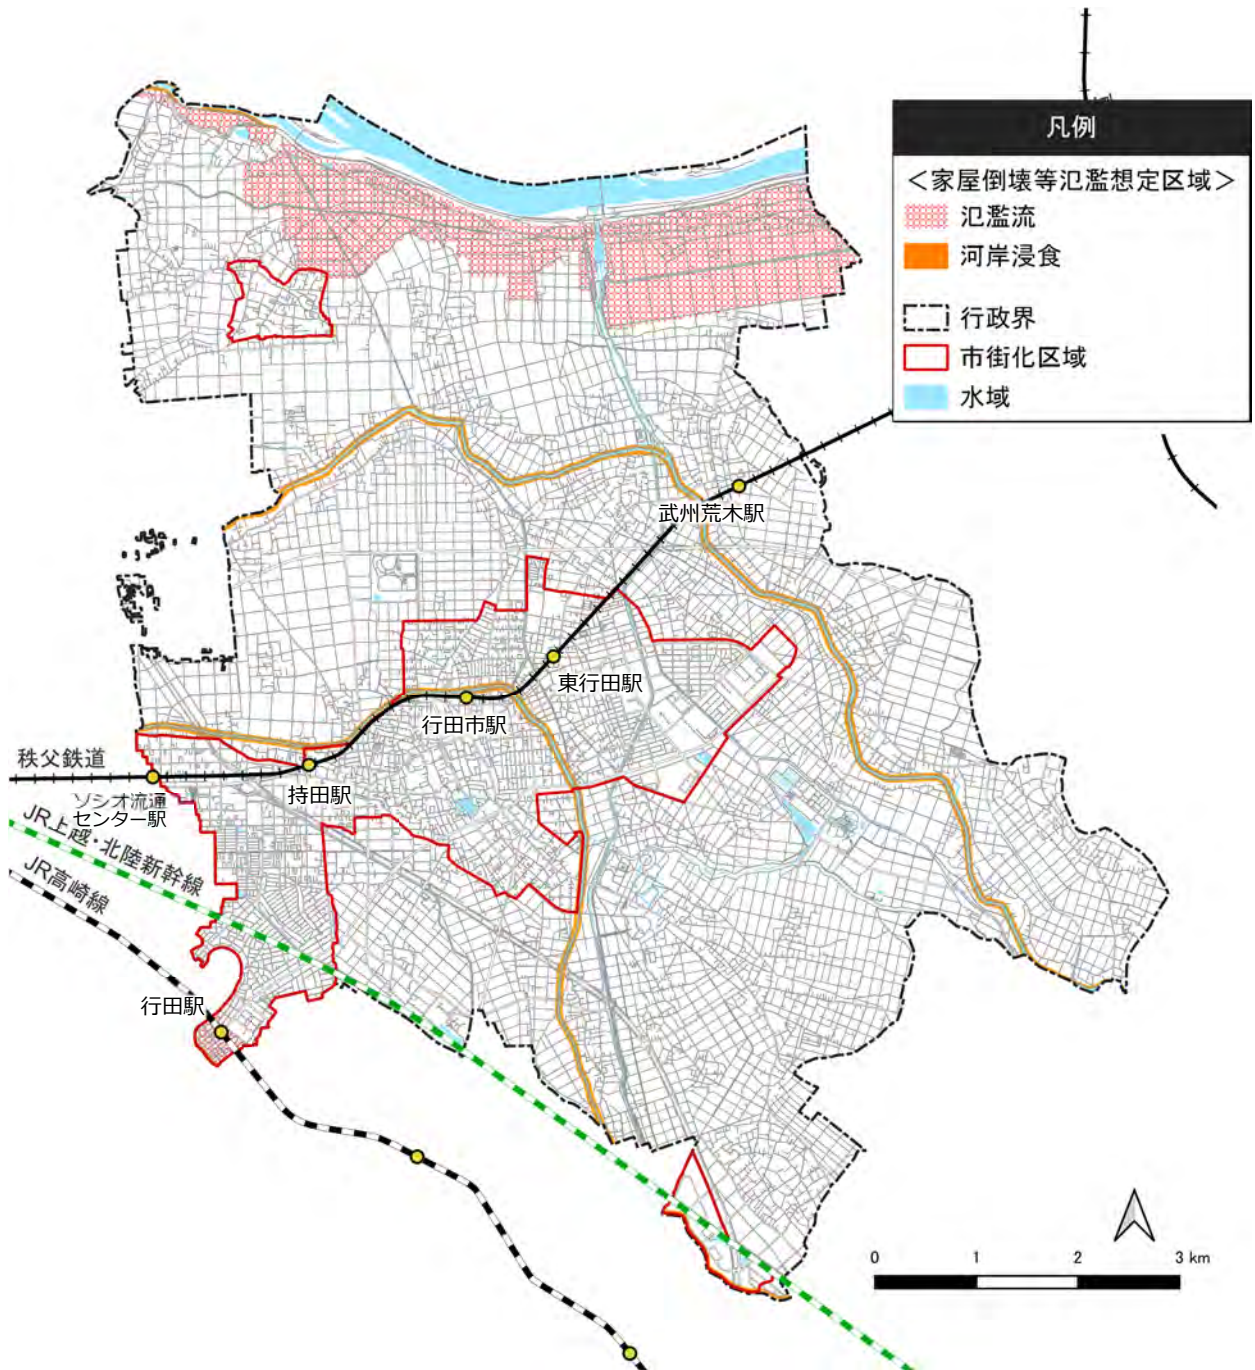 凡例
＜家屋倒壊等氾濫想定区域＞
氾濫流
河岸浸食
行政界
市街化区域
水域
武州荒木駅
東行田駅
行田市駅
秩父鉄道
持田駅
ソシオ流通
センター駅
JR上越・北陸新幹線
JR高崎線
行田駅
0 1 2 3 km